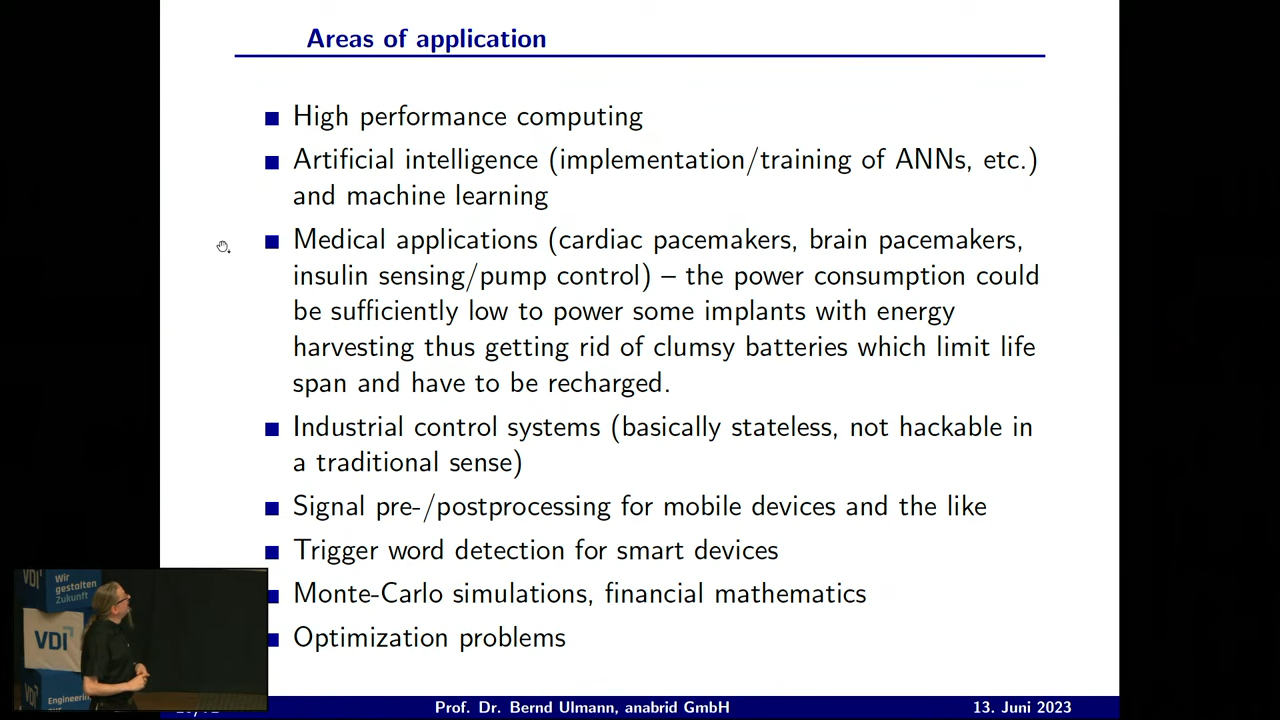 Areas of application
High performance computing
Artificial intelligence (implementation/training of ANNs, etc.)
and machine learning
Medical applications (cardiac pacemakers, brain pacemakers,
insulin sensing/pump control) – the power consumption could
be sufficiently low to power some implants with energy
harvesting thus getting rid of clumsy batteries which limit life
span and have to be recharged.
Industrial control systems (basically stateless, not hackable in
a traditional sense)
Signal pre-/postprocessing for mobile devices and the like
Trigger word detection for smart devices
Monte-Carlo simulations, financial mathematics
Optimization problems
VDI
Wir
gestalten
Zukunft
VDI
VDI
Prof. Dr. Bernd Ulmann, anabrid GmbH
13. Juni 2023